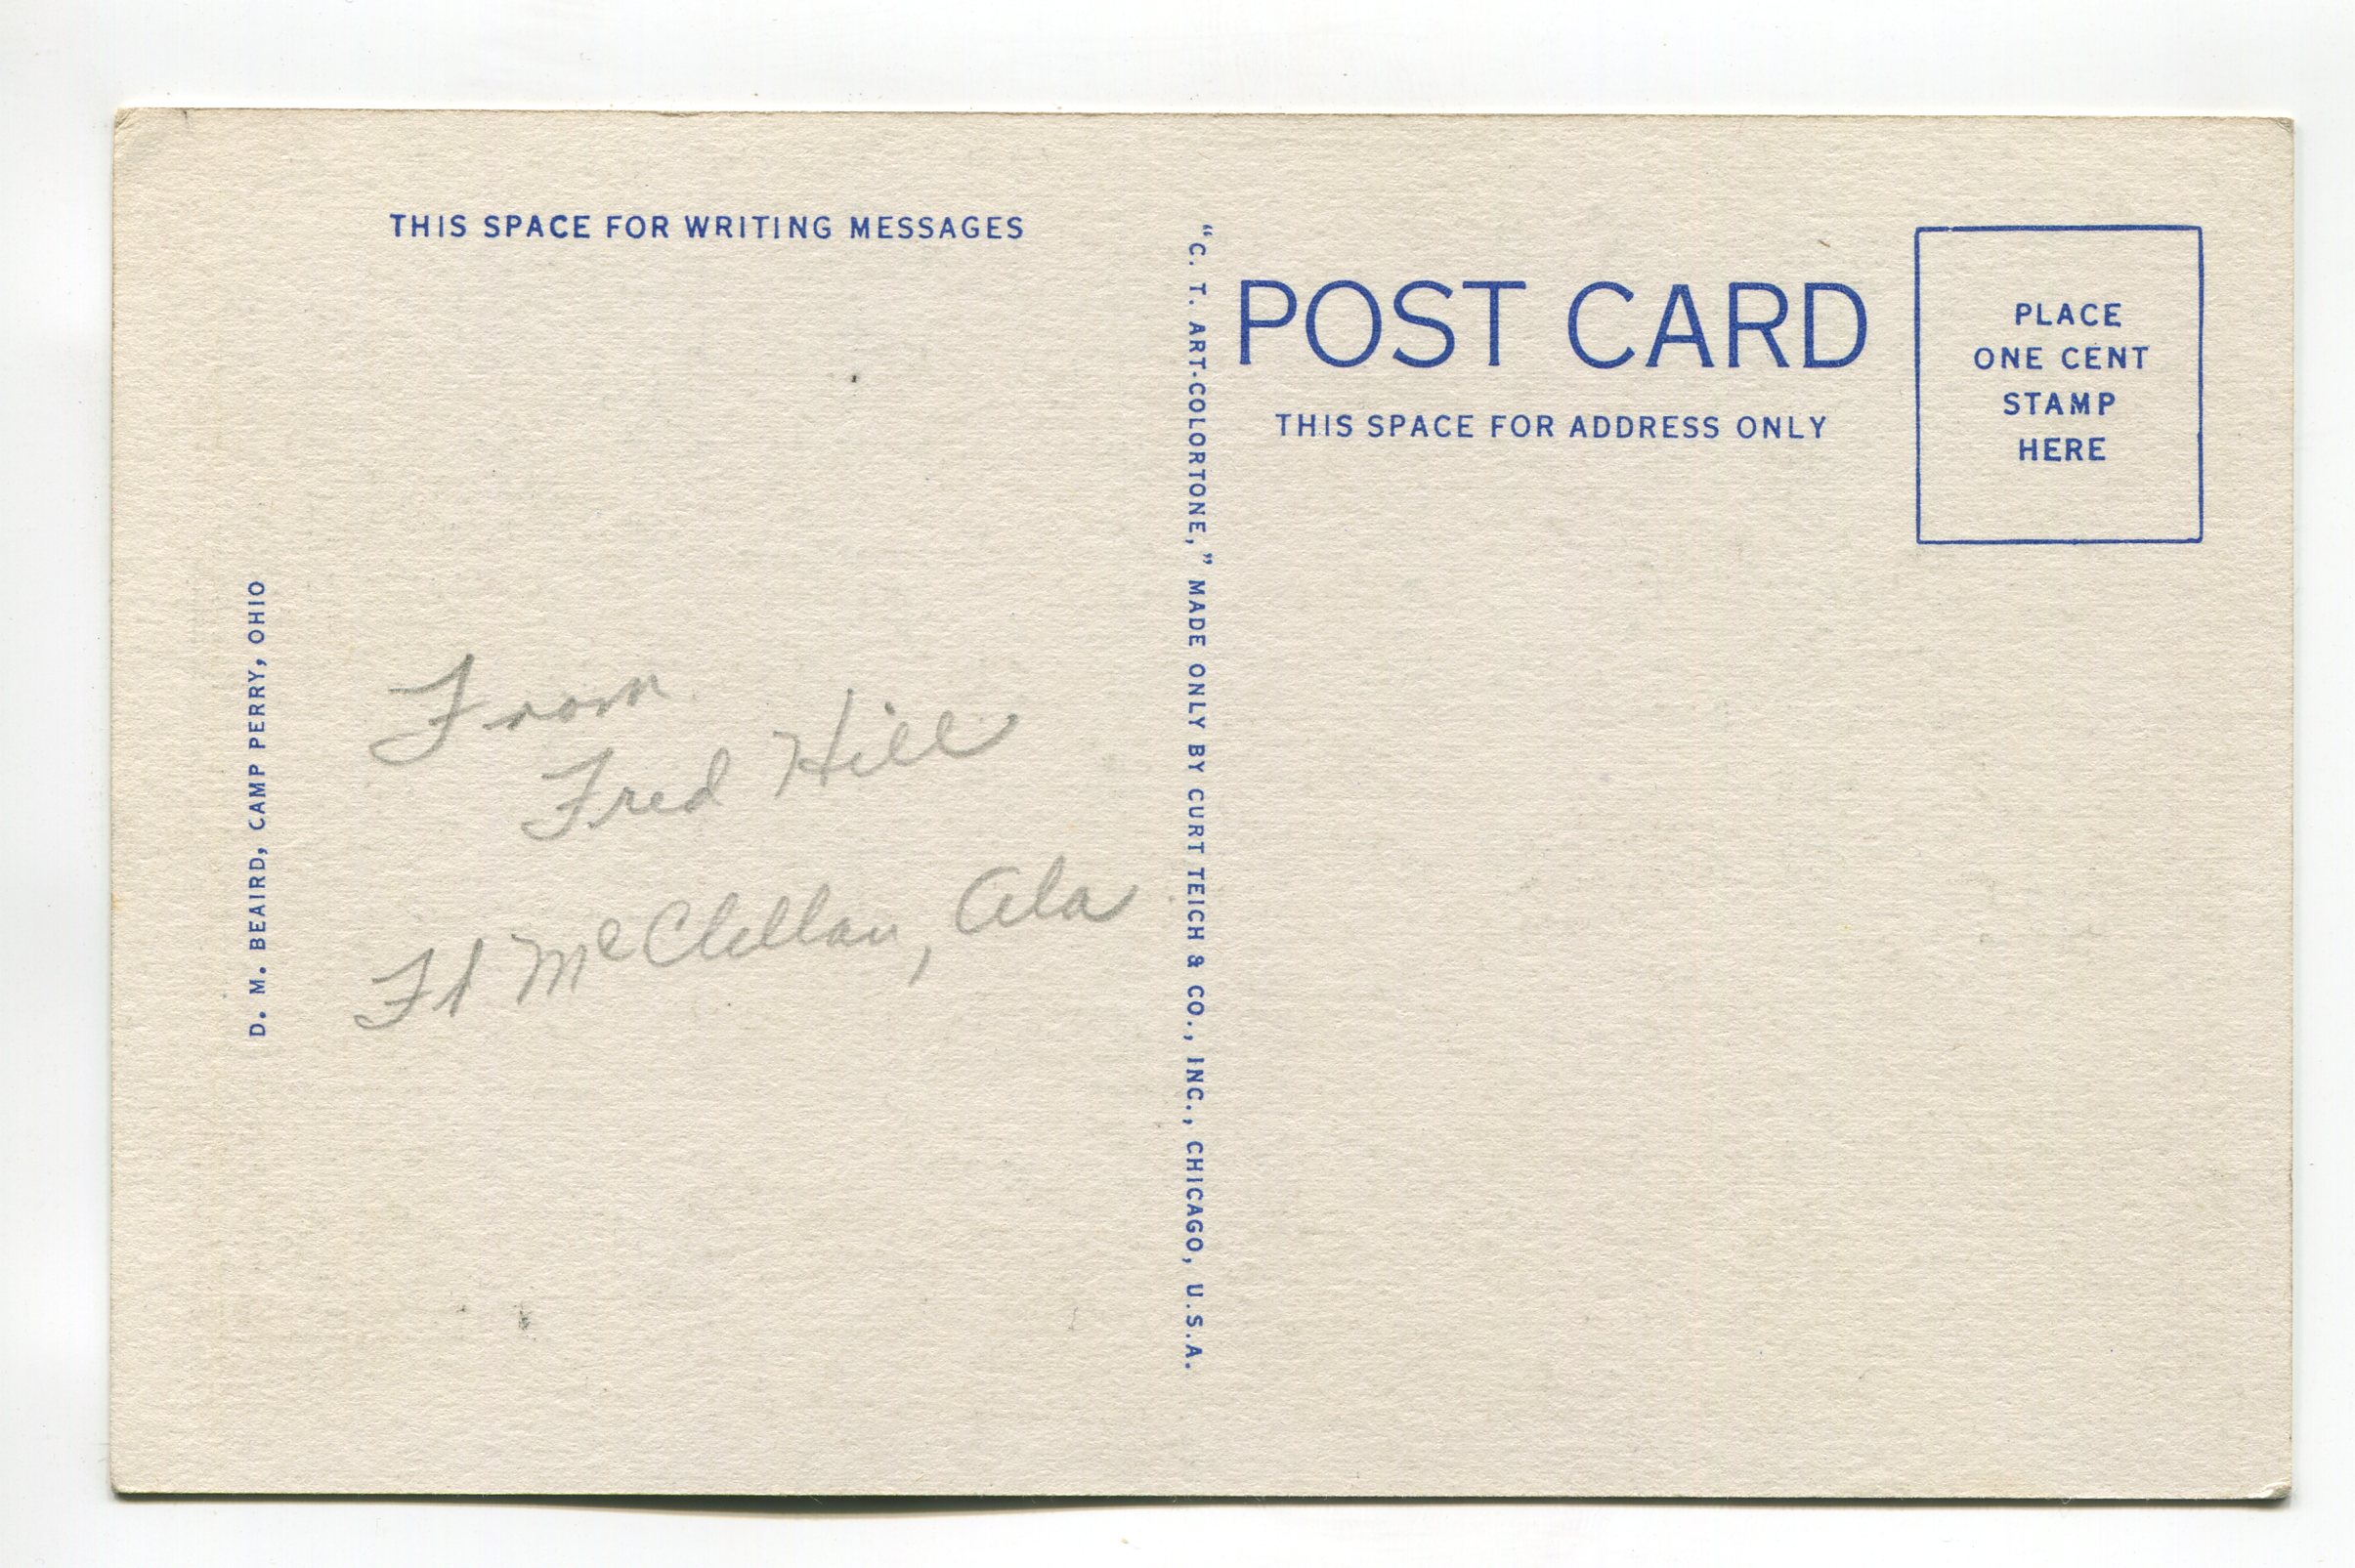 THIS SPACE FOR WRITING MESSAGES
D. M. BEAIRD, CAMP PERRY, OHIO
From
Fred Hill
Ft McClellan, Ala
"C. T. ART-COLORTONE," MADE ONLY BY CURT TEICH & CO., INC., CHICAGO, U.S.A.
POST CARD
THIS SPACE FOR ADDRESS ONLY
PLACE
ONE CENT
STAMP
HERE